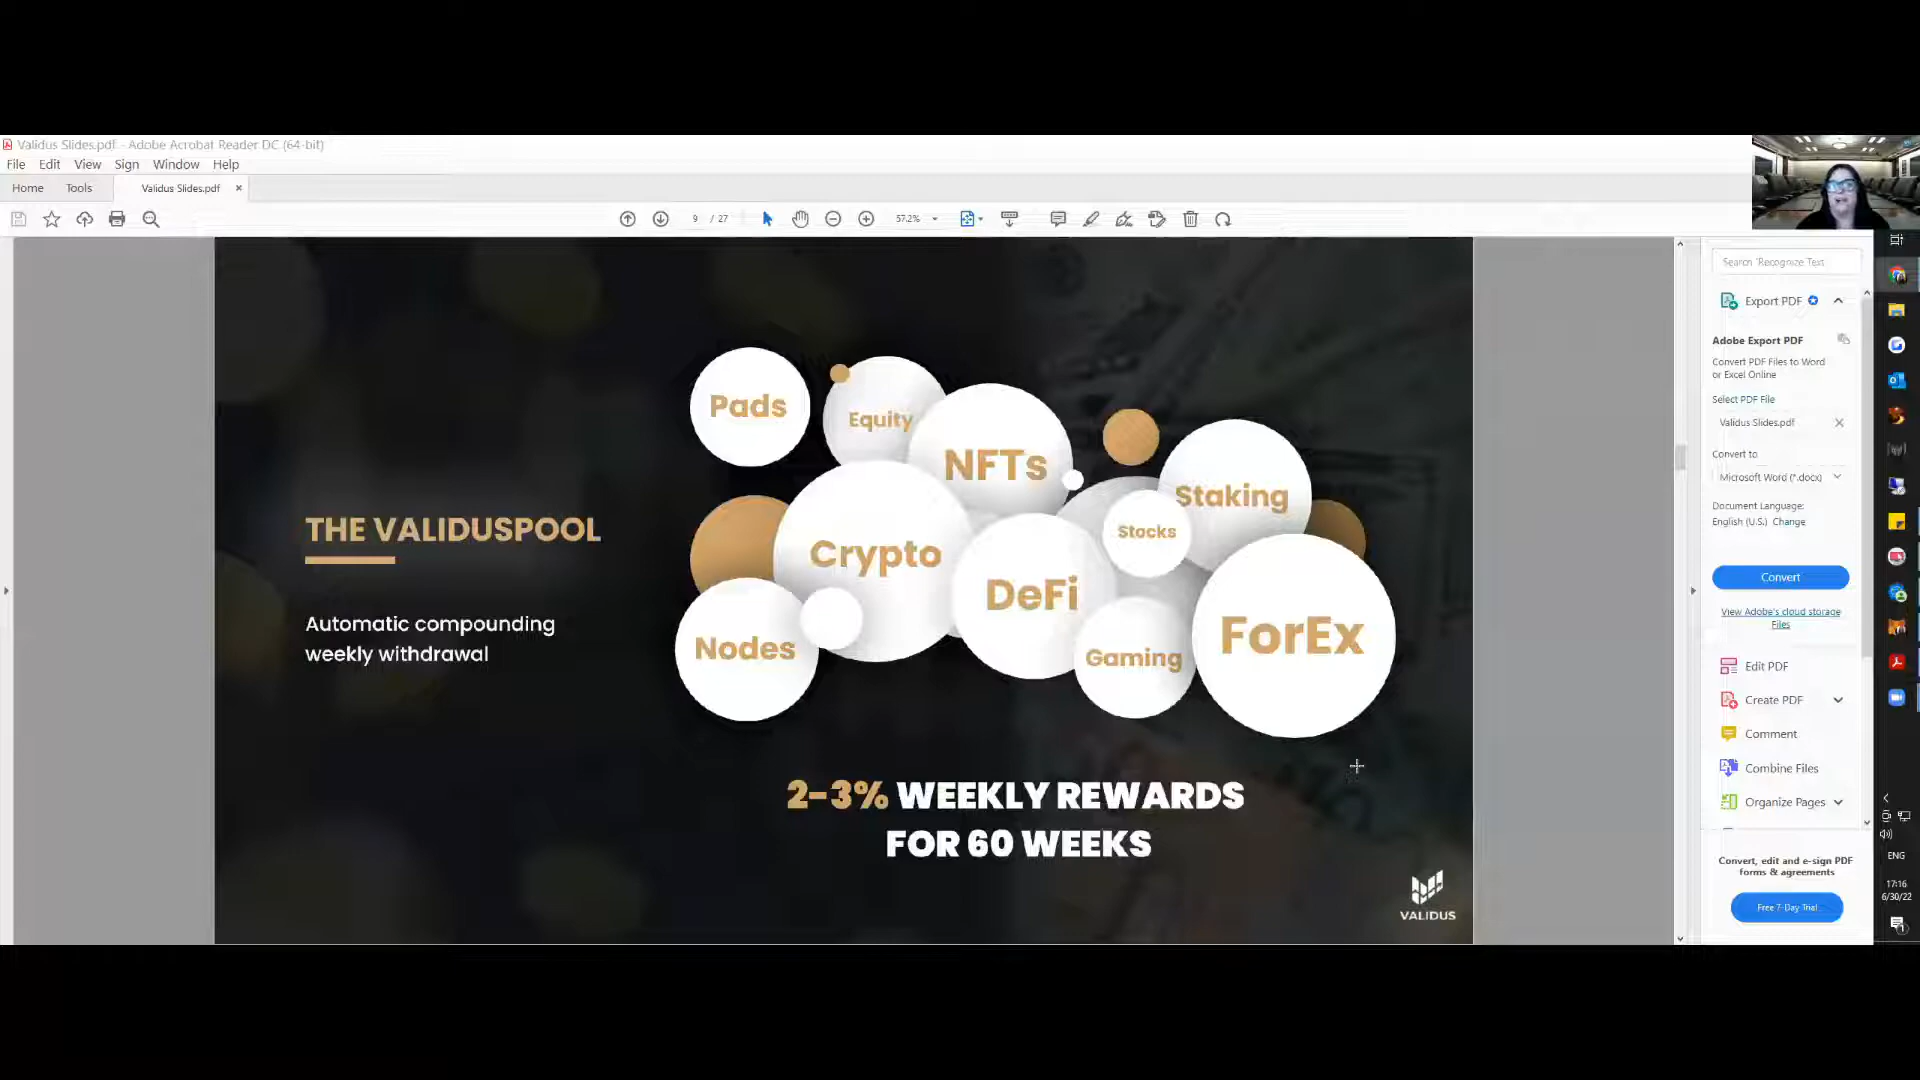 Validus Slides.pdf - Adobe Acrobat Reader DC (64-bit)
File Edit View Sign Window Help
Home Tools Validus Slides.pdf ×
9 / 27 57.2%
Search 'Recognize Text
Export PDF
Adobe Export PDF
Convert PDF Files to Word
or Excel Online
Select PDF File
Validus Slides.pdf
Convert to
Microsoft Word (*.docx)
Document Language:
English (U.S.) Change
Convert
View Adobe's cloud storage
Files
Edit PDF
Create PDF
Comment
Combine Files
Organize Pages
Convert, edit and e-sign PDF
forms & agreements
Free 7-Day Trial
THE VALIDUSPOOL
Automatic compounding
weekly withdrawal
Pads
Equity
NFTs
Staking
Stocks
Crypto
DeFi
ForEx
Nodes
Gaming
2-3% WEEKLY REWARDS
FOR 60 WEEKS
VALIDUS
ENG
17:16
6/30/22